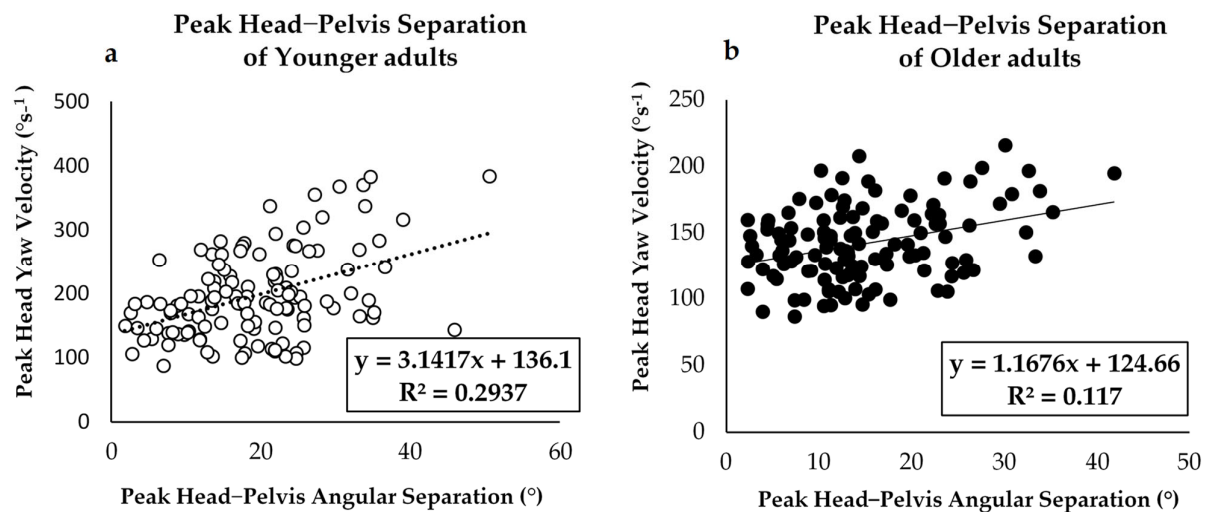 Peak Head–Pelvis Separation
of Younger adults
a
Peak Head Yaw Velocity (°s-1)
500
400
300
200
100
0
y = 3.1417x + 136.1
R² = 0.2937
0 20 40 60
Peak Head–Pelvis Angular Separation (°)
Peak Head–Pelvis Separation
of Older adults
b
Peak Head Yaw Velocity (°s-1)
250
200
150
100
50
0
y = 1.1676x + 124.66
R² = 0.117
0 10 20 30 40 50
Peak Head–Pelvis Angular Separation (°)